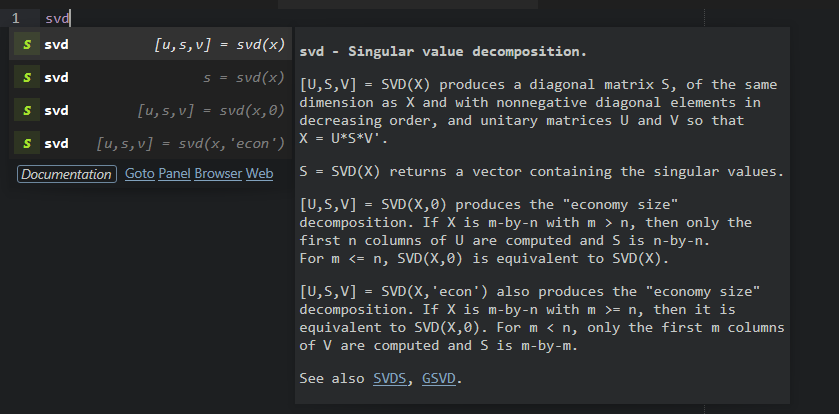 1 svd
S svd [u,s,v] = svd(x)
S svd s = svd(x)
S svd [u,s,v] = svd(x,0)
S svd [u,s,v] = svd(x,'econ')
Documentation Goto Panel Browser Web
svd - Singular value decomposition.
[U,S,V] = SVD(X) produces a diagonal matrix S, of the same
dimension as X and with nonnegative diagonal elements in
decreasing order, and unitary matrices U and V so that
X = U*S*V'.
S = SVD(X) returns a vector containing the singular values.
[U,S,V] = SVD(X,0) produces the "economy size"
decomposition. If X is m-by-n with m > n, then only the
first n columns of U are computed and S is n-by-n.
For m <= n, SVD(X,0) is equivalent to SVD(X).
[U,S,V] = SVD(X,'econ') also produces the "economy size"
decomposition. If X is m-by-n with m >= n, then it is
equivalent to SVD(X,0). For m < n, only the first m columns
of V are computed and S is m-by-m.
See also SVDS, GSVD.